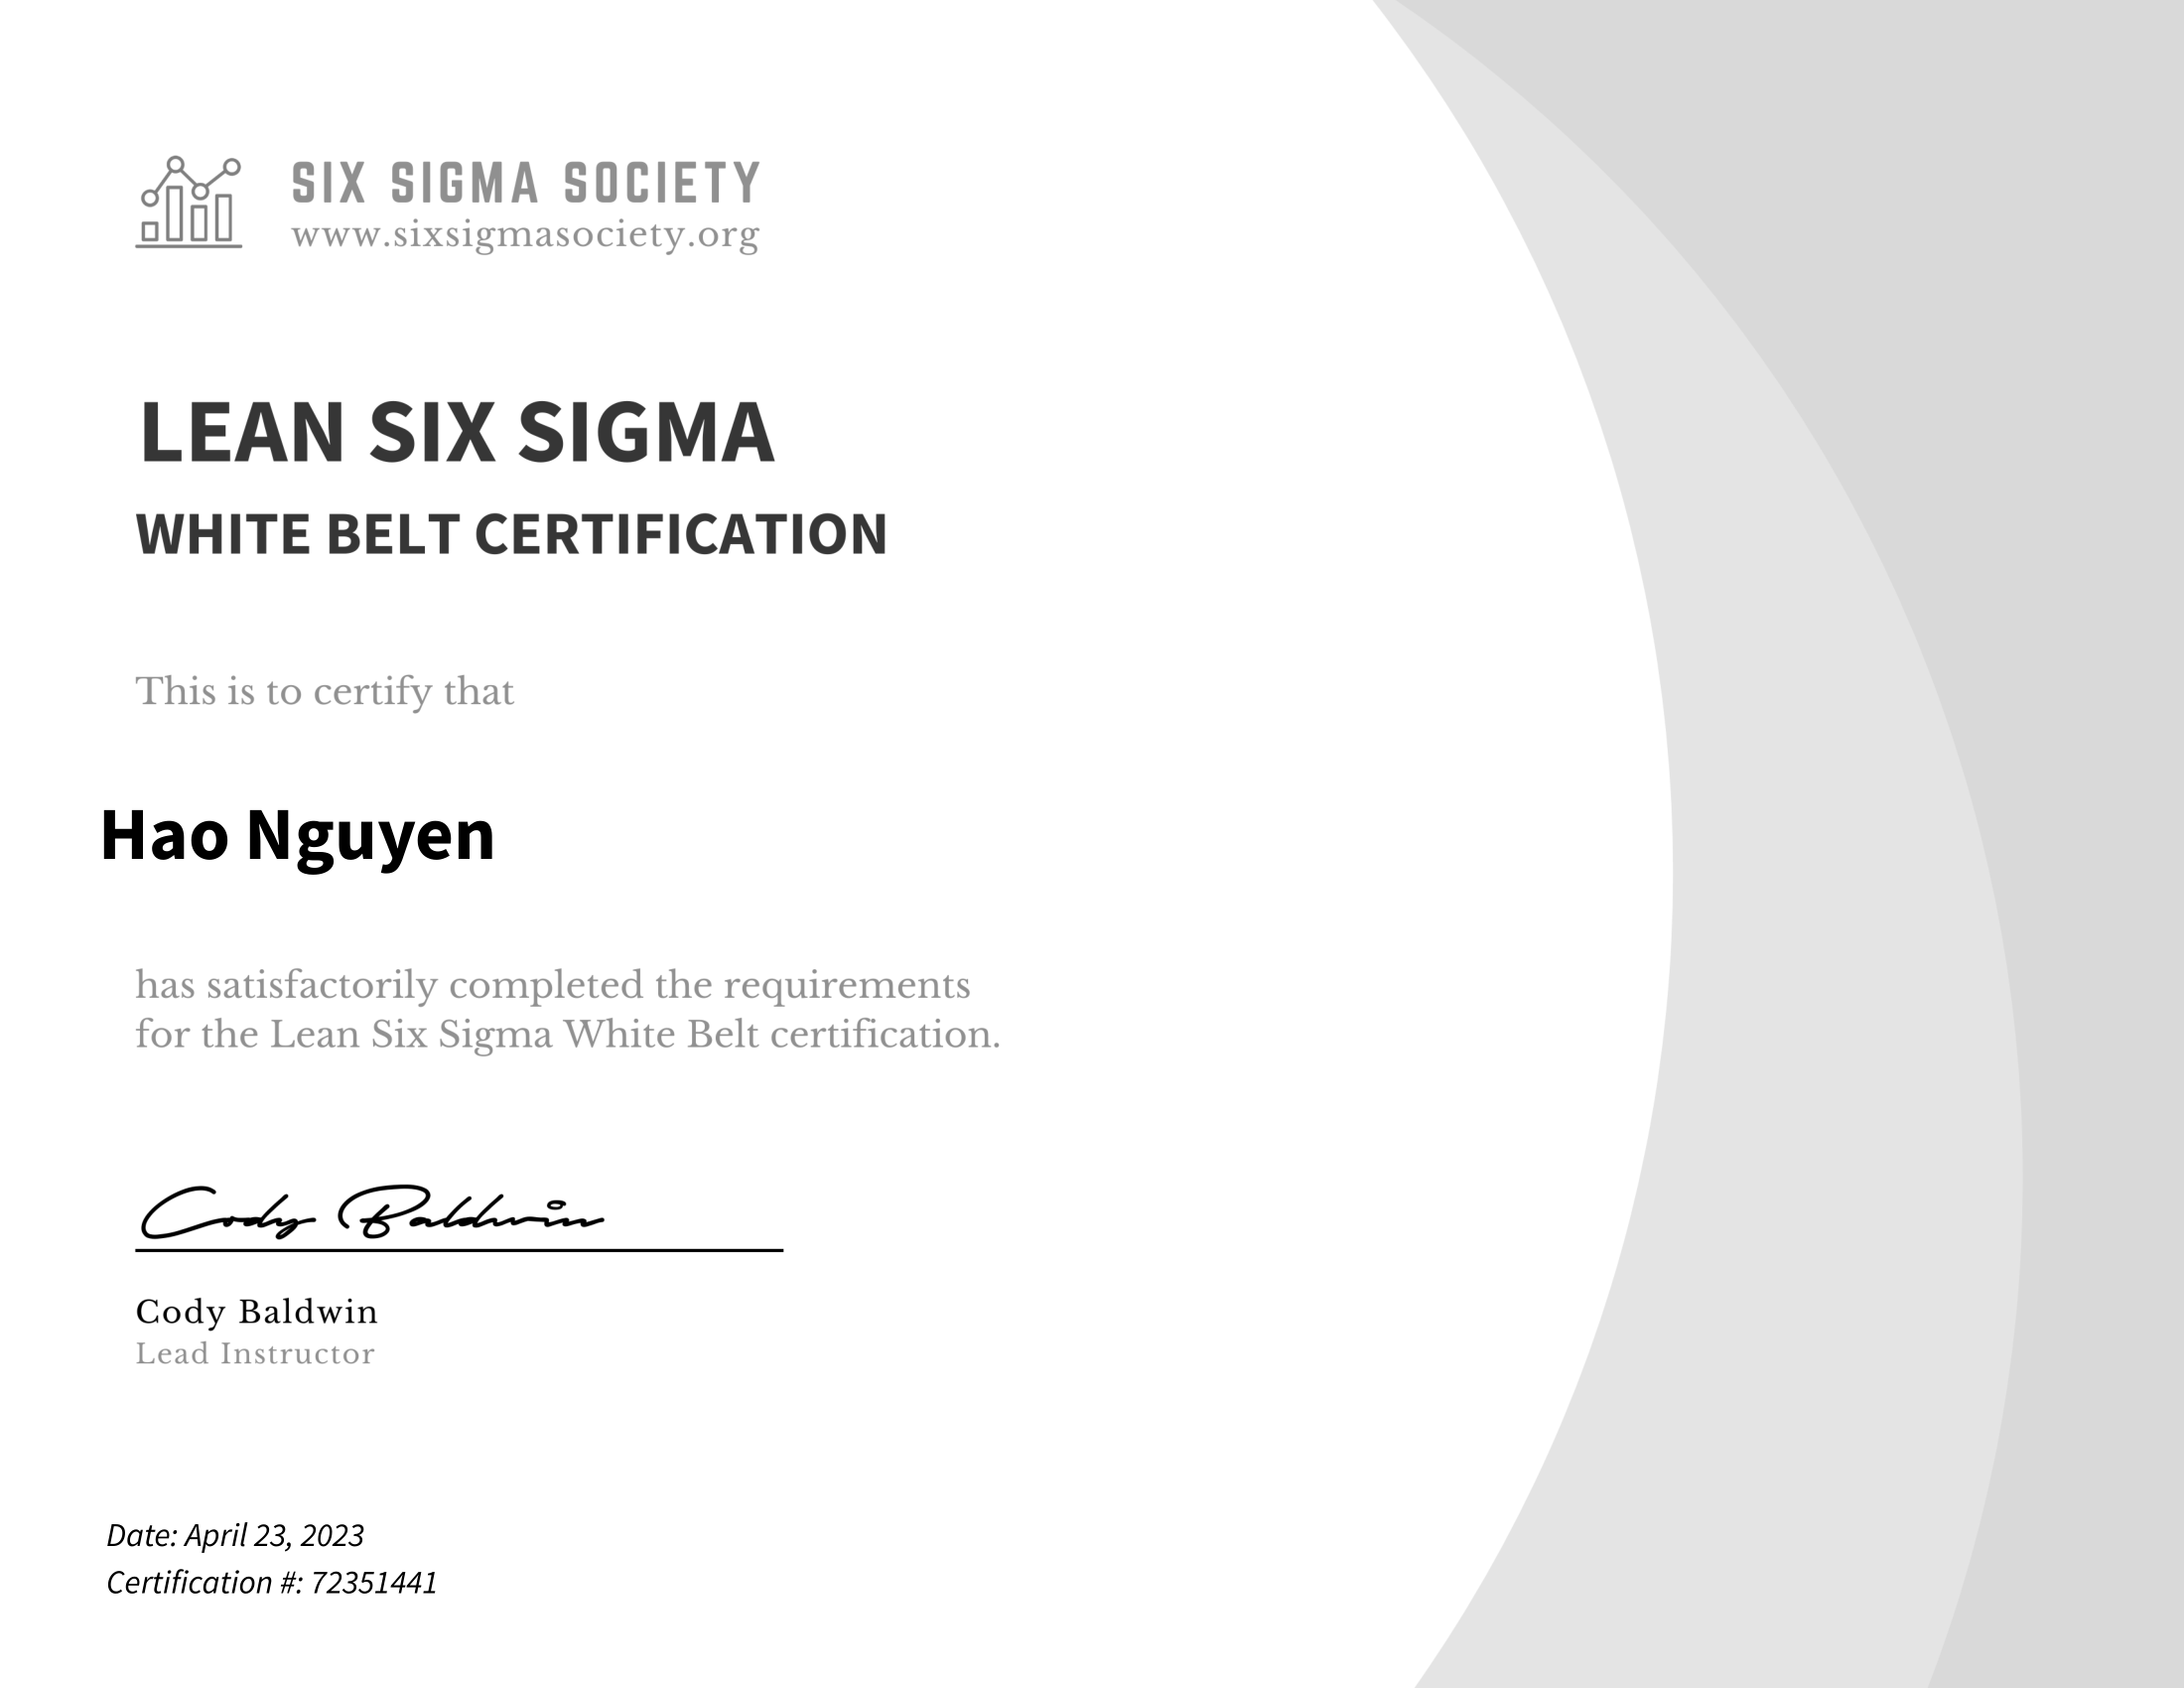 SIX SIGMA SOCIETY
www.sixsigmasociety.org
LEAN SIX SIGMA
WHITE BELT CERTIFICATION
This is to certify that
Hao Nguyen
has satisfactorily completed the requirements
for the Lean Six Sigma White Belt certification.
Cody Baldwin
Cody Baldwin
Lead Instructor
Date: April 23, 2023
Certification #: 72351441